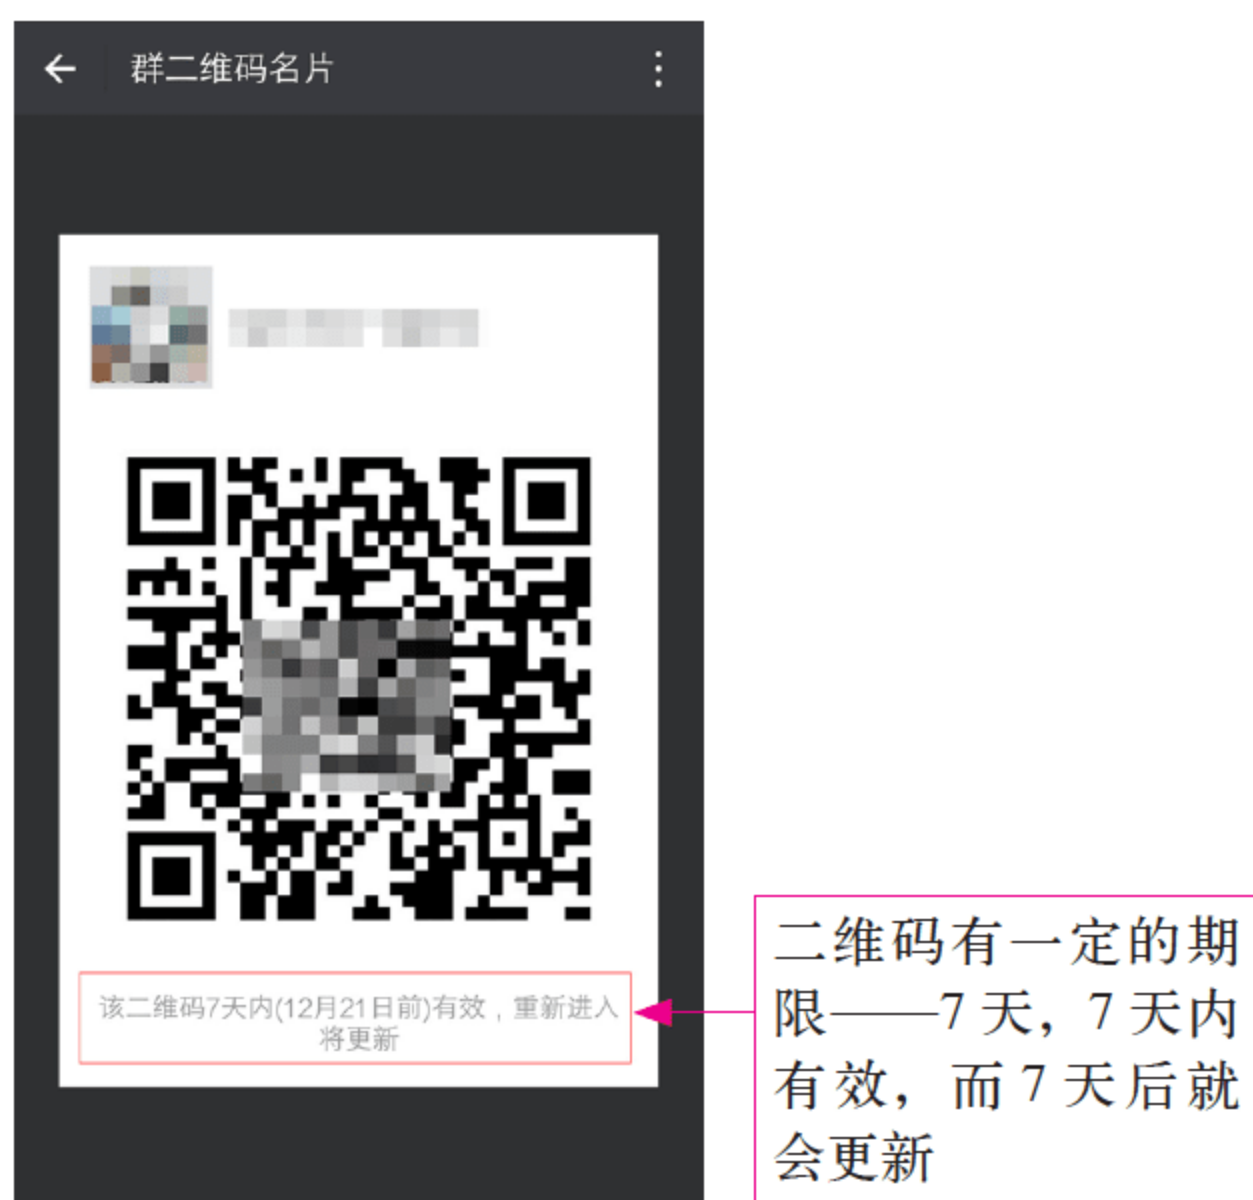 群二维码名片
该二维码7天内(12月21日前)有效，重新进入
将更新
二维码有一定的期
限——7 天，7 天内
有效，而 7 天后就
会更新